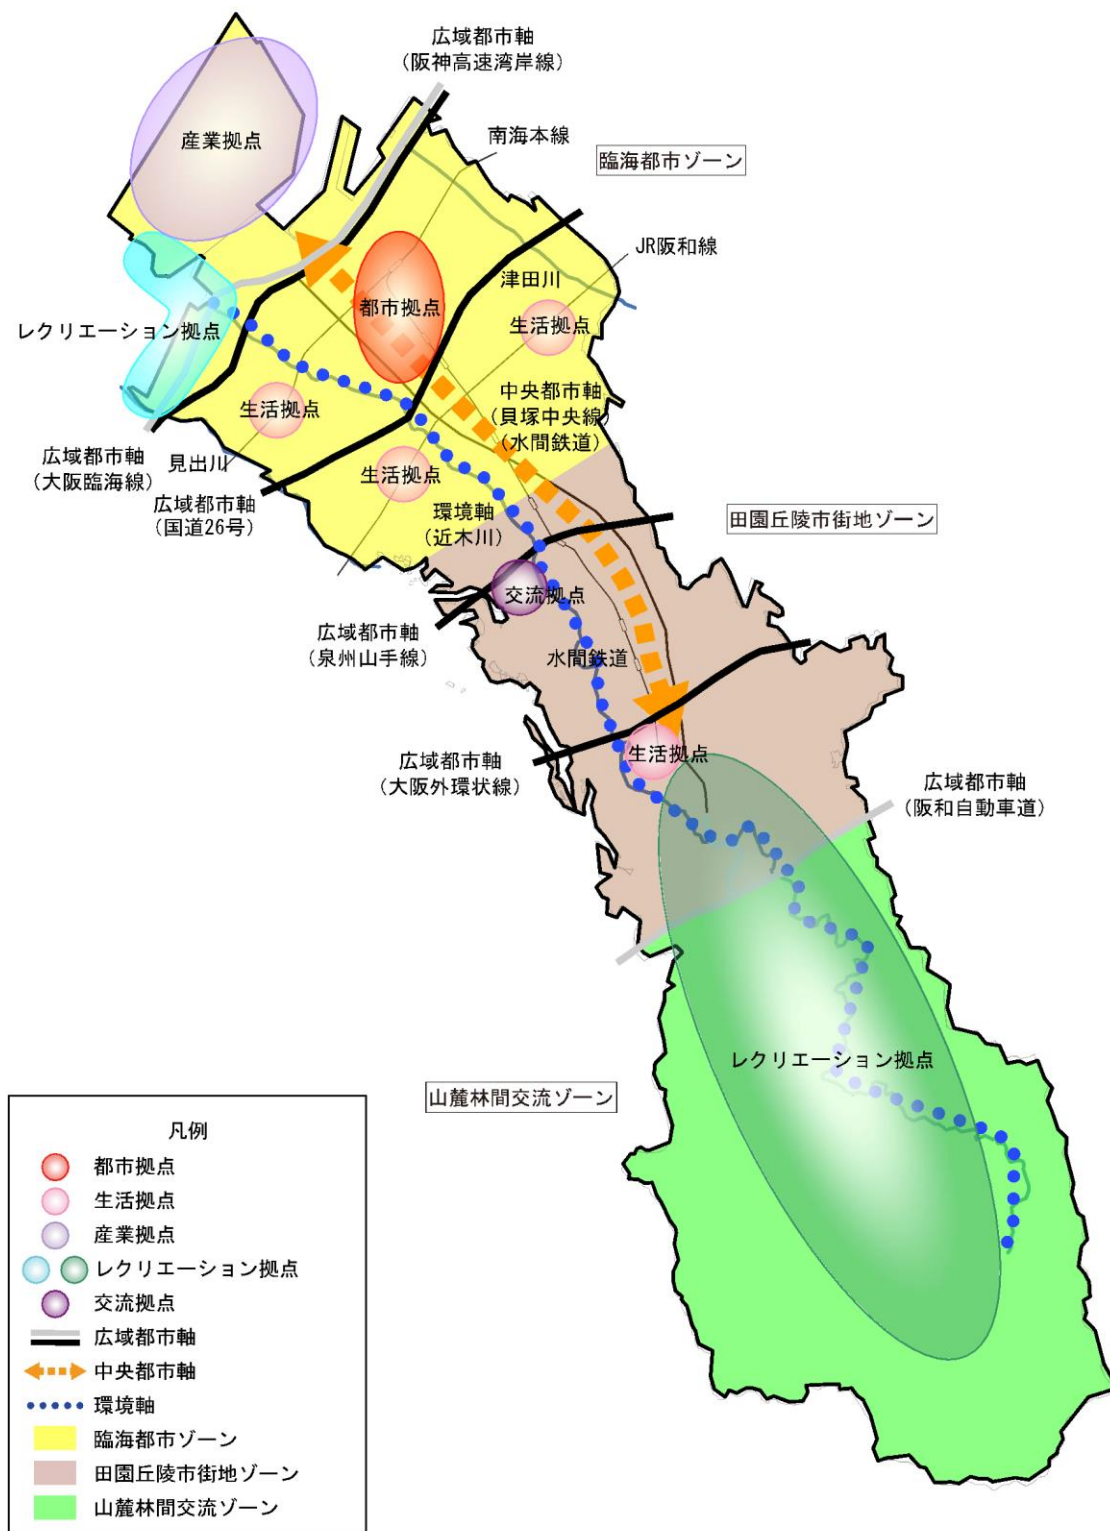 広域都市軸
(阪神高速湾岸線)
産業拠点
南海本線
臨海都市ゾーン
JR阪和線
津田川
都市拠点
生活拠点
レクリエーション拠点
生活拠点
中央都市軸
(貝塚中央線)
(水間鉄道)
広域都市軸
(大阪臨海線)
見出川
生活拠点
広域都市軸
(国道26号)
環境軸
(近木川)
田園丘陵市街地ゾーン
交流拠点
広域都市軸
(泉州山手線)
水間鉄道
生活拠点
広域都市軸
(大阪外環状線)
広域都市軸
(阪和自動車道)
レクリエーション拠点
山麓林間交流ゾーン
凡例
都市拠点
生活拠点
産業拠点
レクリエーション拠点
交流拠点
広域都市軸
中央都市軸
環境軸
臨海都市ゾーン
田園丘陵市街地ゾーン
山麓林間交流ゾーン